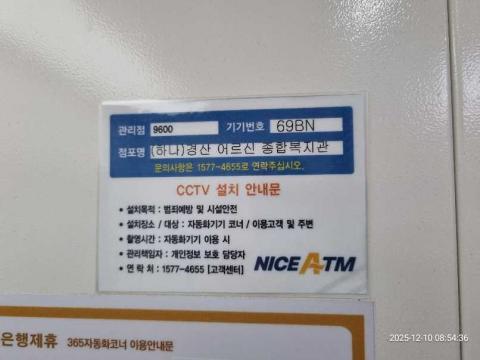 관리점 9600 기기번호 69BN
점포명 (하나)경산 어르신 종합복지관
문의사항은 1577-4655로 연락주십시오.
CCTV 설치 안내문
• 설치목적 : 범죄예방 및 시설안전
• 설치장소 / 대상 : 자동화기기 코너 / 이용고객 및 주변
• 촬영시간 : 자동화기기 이용 시
• 관리책임자 : 개인정보 보호 담당자
• 연 락 처 : 1577-4655 [고객센터]
NICE ATM
은행제휴 365자동화코너 이용안내문
2025-12-10 08:54:36